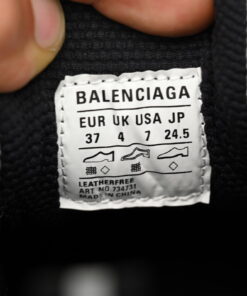 BALENCIAGA
EUR UK USA JP
37 4 7 24.5
LEATHERFREE
ART NO 734731
MADE IN CHINA